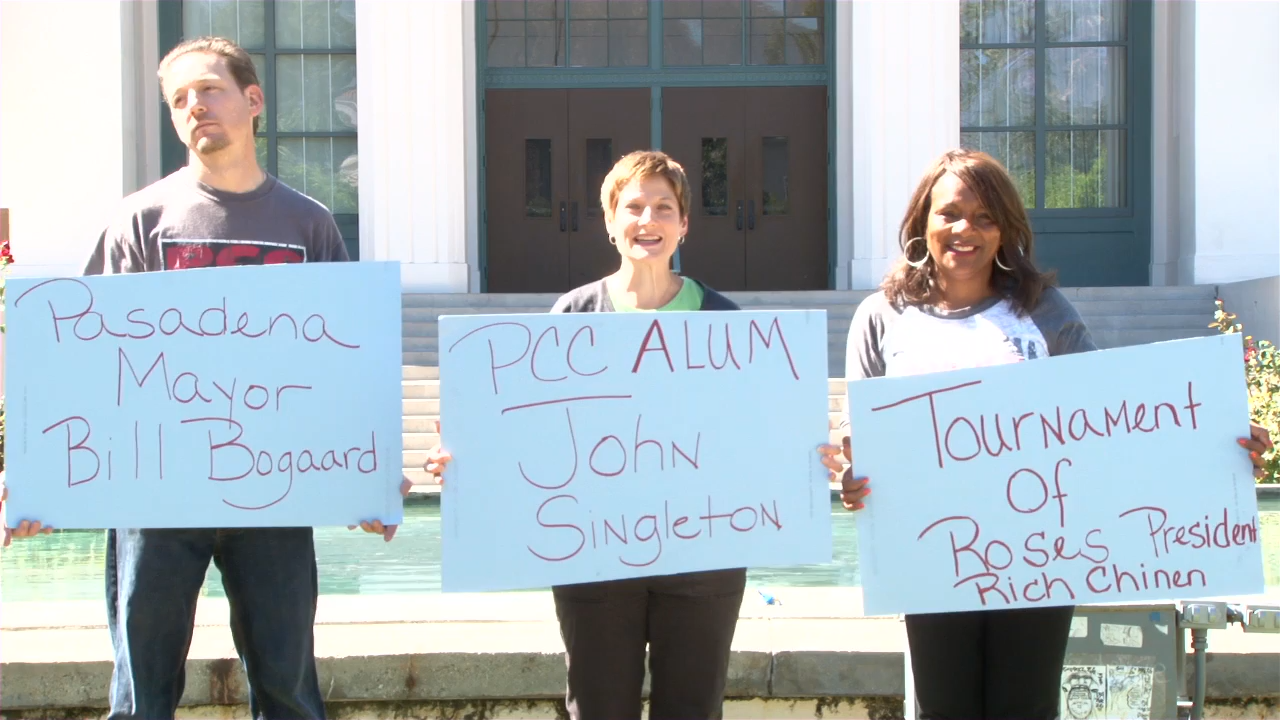 Pasadena
Mayor
Bill Bogaard
PCC ALUM
John
Singleton
Tournament
Of
Roses President
Rich Chinen